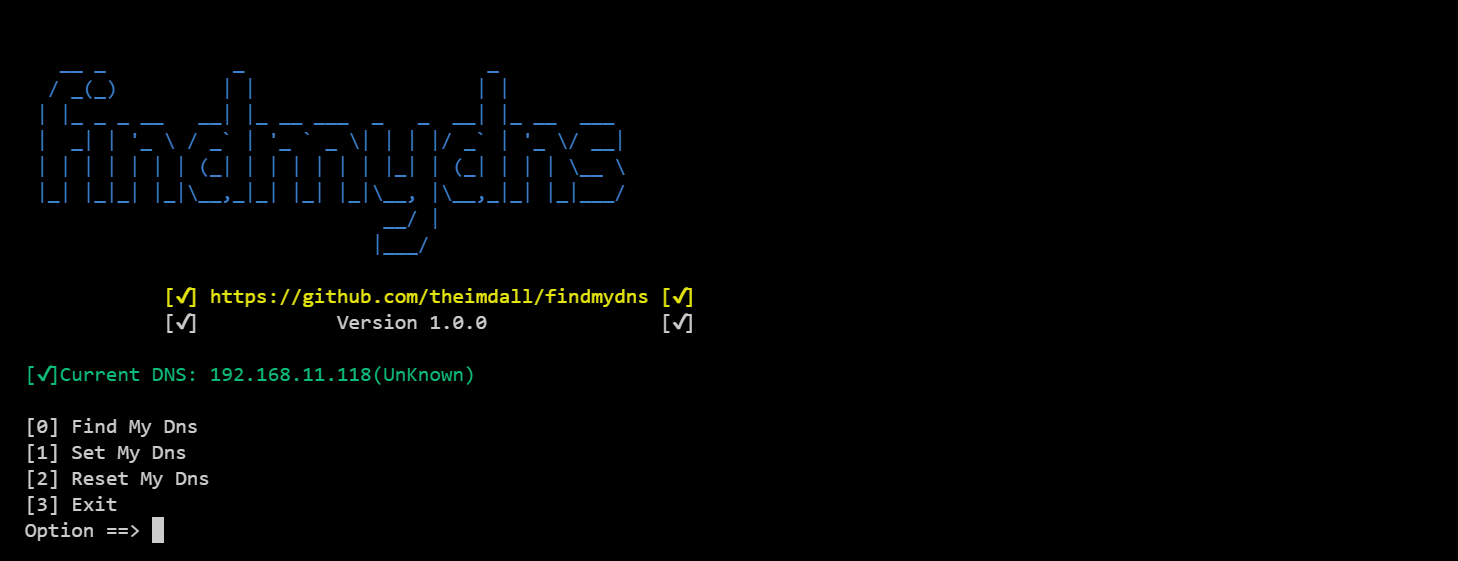 findmydns
[✓] https://github.com/theimdall/findmydns [✓]
[✓] Version 1.0.0 [✓]
[✓]Current DNS: 192.168.11.118(UnKnown)
[0] Find My Dns
[1] Set My Dns
[2] Reset My Dns
[3] Exit
Option ==>